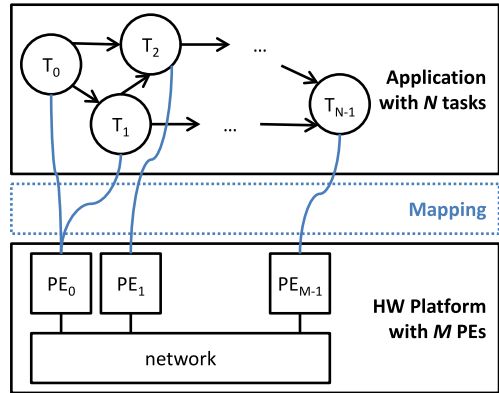 T0
T2
...
T1
...
TN-1
Application
with N tasks
Mapping
PE0
PE1
PEM-1
HW Platform
with M PEs
network